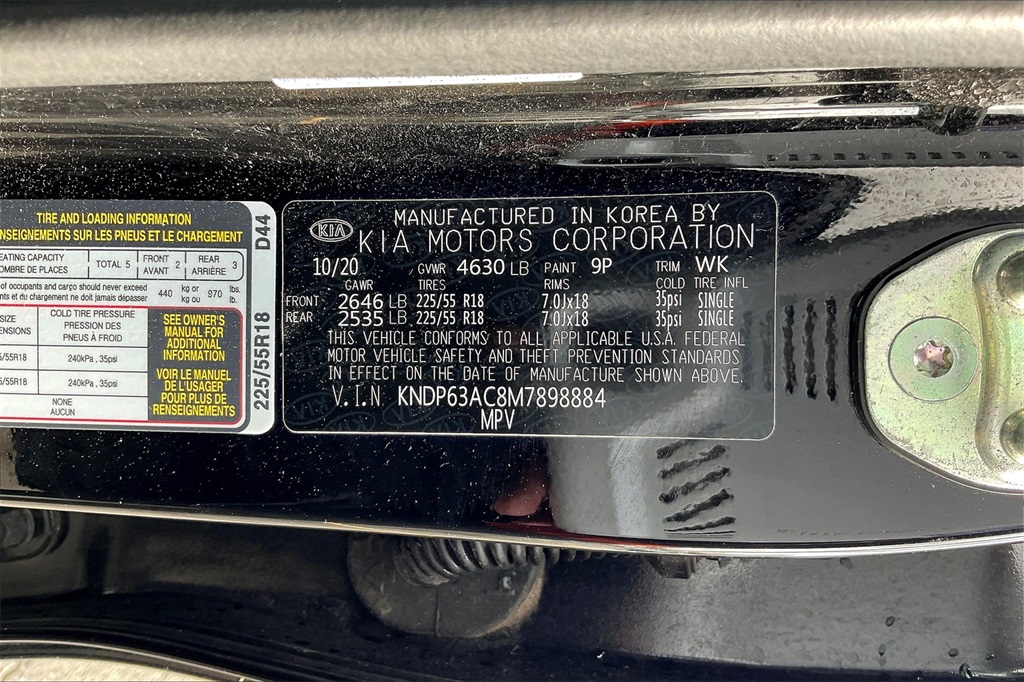 TIRE AND LOADING INFORMATION
ENSEIGNEMENTS SUR LES PNEUS ET LE CHARGEMENT
EATING CAPACITY
OMBRE DE PLACES
TOTAL 5
FRONT
AVANT 2
REAR
ARRIÈRE 3
of occupants and cargo should never exceed
nts et du chargement ne doit jamais dépasser
440
kg or
kg ou
970
lbs.
lb.
SIZE
ENSIONS
COLD TIRE PRESSURE
PRESSION DES
PNEUS À FROID
5/55R18
240kPa , 35psi
5/55R18
240kPa , 35psi
NONE
AUCUN
SEE OWNER'S
MANUAL FOR
ADDITIONAL
INFORMATION
VOIR LE MANUEL
DE L'USAGER
POUR PLUS DE
RENSEIGNEMENTS
225/55R18 D44
KIA
MANUFACTURED IN KOREA BY
KIA MOTORS CORPORATION
10/20 GVWR 4630 LB PAINT 9P TRIM WK
GAWR TIRES RIMS COLD TIRE INFL
FRONT 2646 LB 225/55 R18 7.0Jx18 35psi SINGLE
REAR 2535 LB 225/55 R18 7.0Jx18 35psi SINGLE
THIS VEHICLE CONFORMS TO ALL APPLICABLE U.S.A. FEDERAL
MOTOR VEHICLE SAFETY AND THEFT PREVENTION STANDARDS
IN EFFECT ON THE DATE OF MANUFACTURE SHOWN ABOVE.
V.I.N KNDP63AC8M7898884
MPV